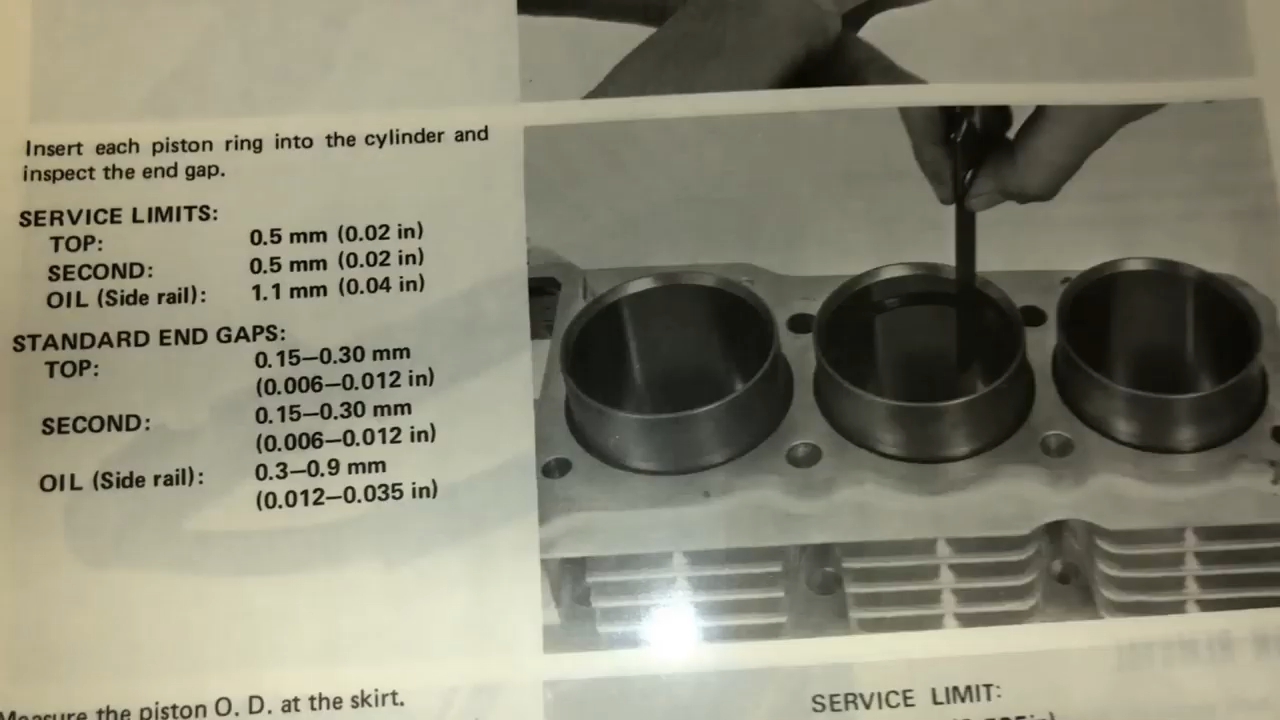 Insert each piston ring into the cylinder and
inspect the end gap.
SERVICE LIMITS:
TOP: 0.5 mm (0.02 in)
SECOND: 0.5 mm (0.02 in)
OIL (Side rail): 1.1 mm (0.04 in)
STANDARD END GAPS:
TOP: 0.15—0.30 mm
(0.006—0.012 in)
SECOND: 0.15—0.30 mm
(0.006—0.012 in)
OIL (Side rail): 0.3—0.9 mm
(0.012—0.035 in)
Measure the piston O. D. at the skirt.
SERVICE LIMIT: